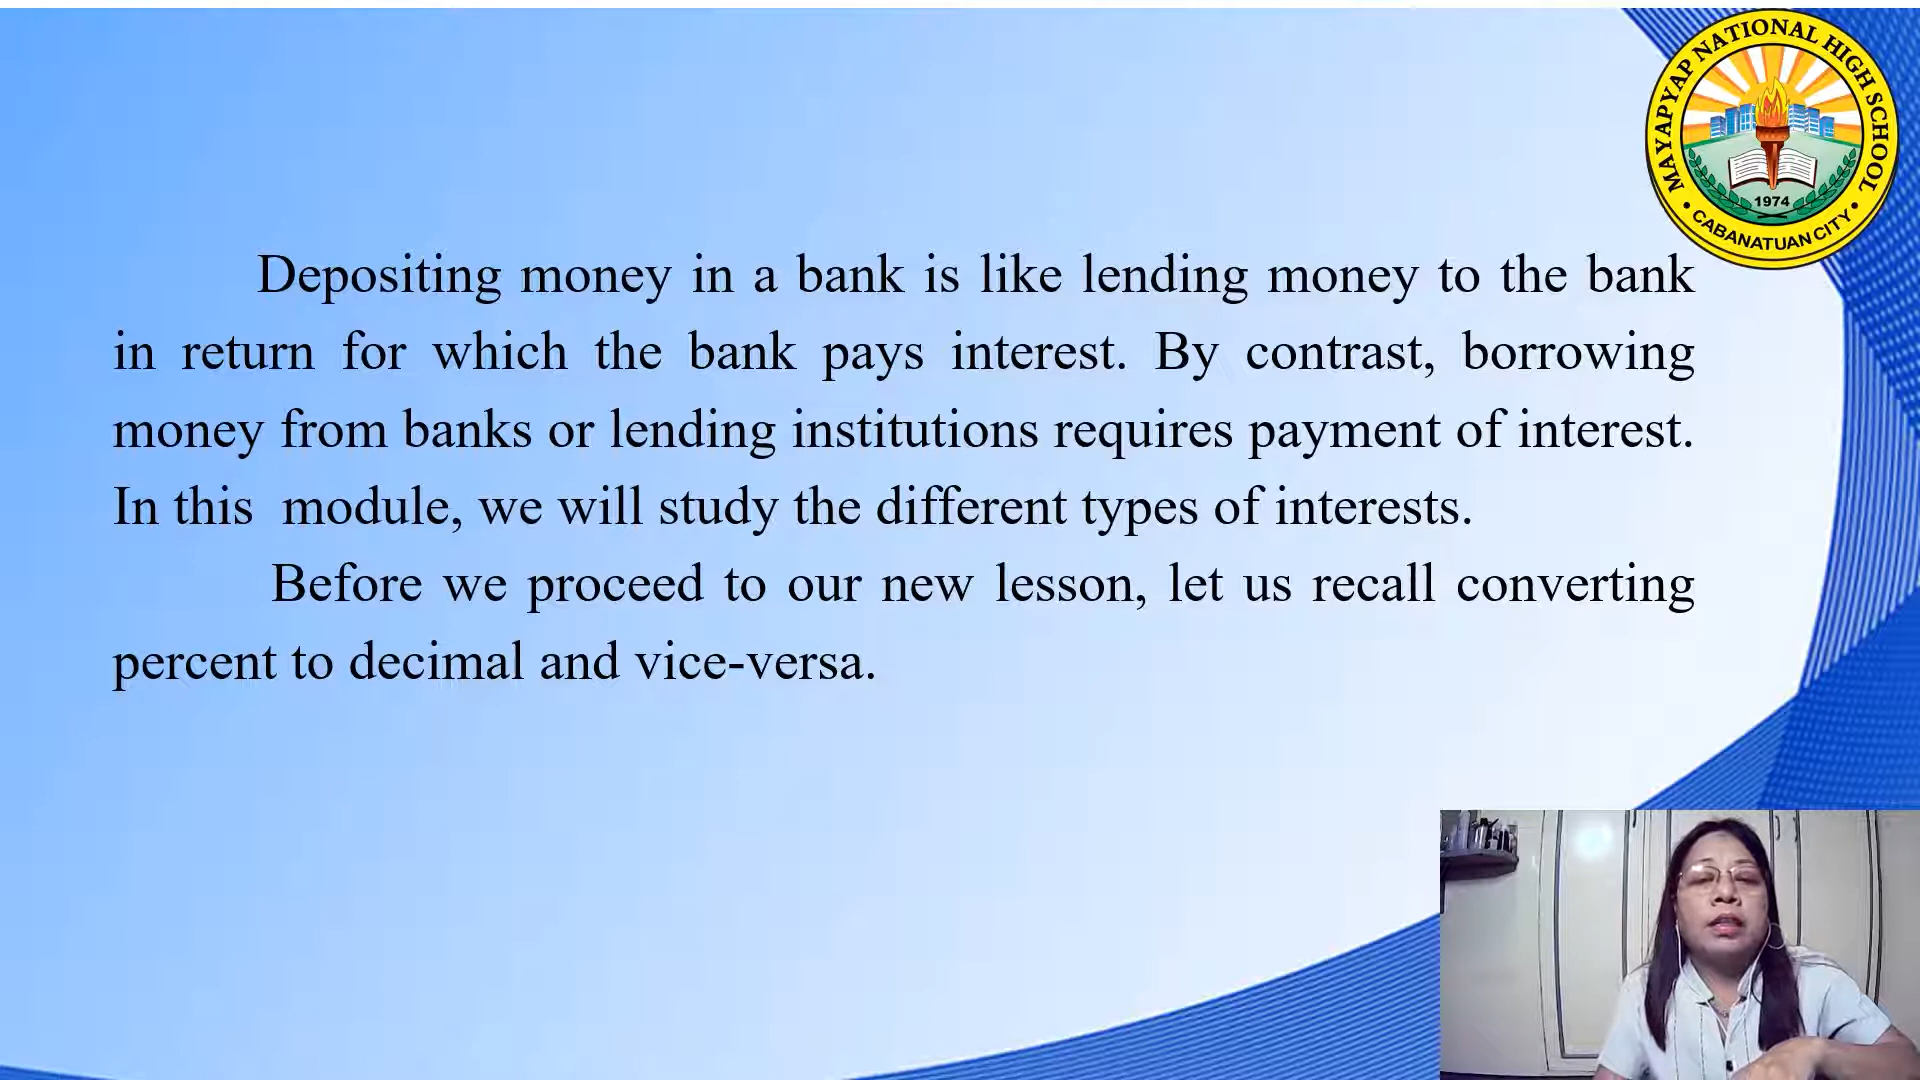 MAYAPYAP NATIONAL HIGH SCHOOL
1974
• CABANATUAN CITY •
Depositing money in a bank is like lending money to the bank
in return for which the bank pays interest. By contrast, borrowing
money from banks or lending institutions requires payment of interest.
In this  module, we will study the different types of interests.
Before we proceed to our new lesson, let us recall converting
percent to decimal and vice-versa.